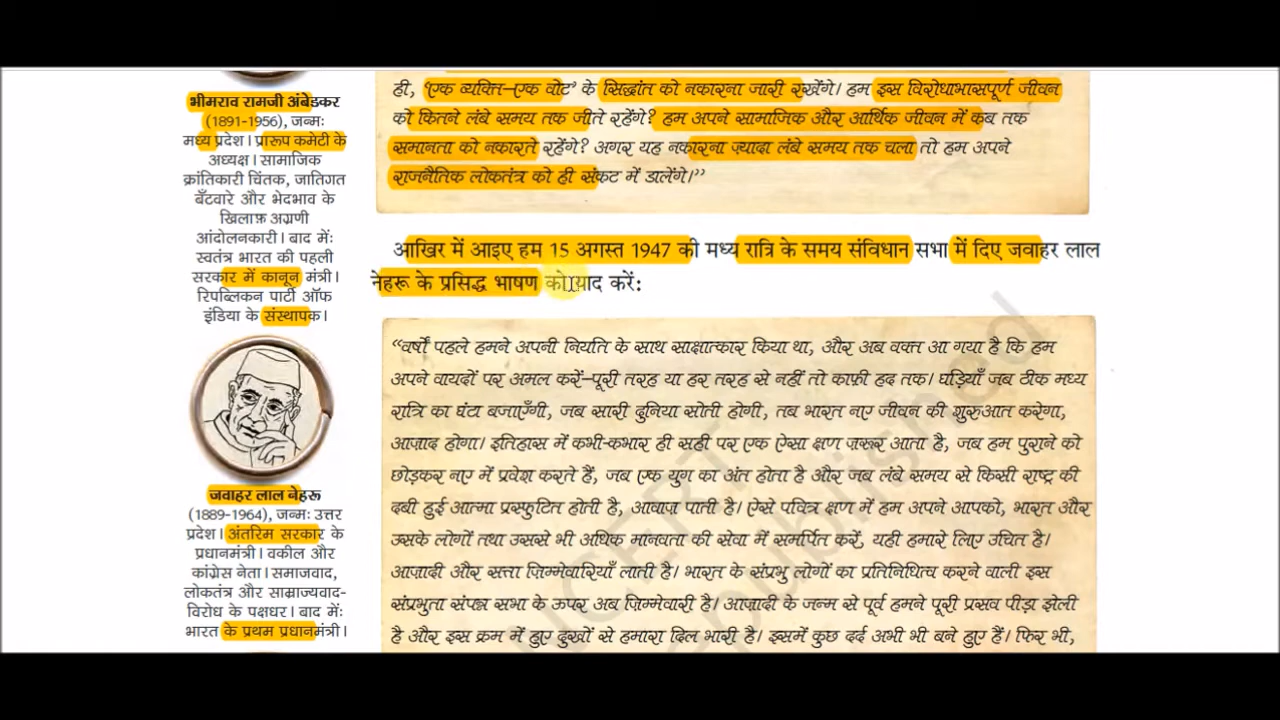 भीमराव रामजी अंबेडकर
(1891-1956), जन्मः
मध्य प्रदेश। प्रारूप कमेटी के
अध्यक्ष। सामाजिक
क्रांतिकारी चिंतक, जातिगत
बँटवारे और भेदभाव के
खिलाफ़ अग्रणी
आंदोलनकारी। बाद में:
स्वतंत्र भारत की पहली
सरकार में कानून मंत्री।
रिपब्लिकन पार्टी ऑफ
इंडिया के संस्थापक।
जवाहर लाल नेहरू
(1889-1964), जन्मः उत्तर
प्रदेश। अंतरिम सरकार के
प्रधानमंत्री। वकील और
कांग्रेस नेता। समाजवाद,
लोकतंत्र और साम्राज्यवाद-
विरोध के पक्षधर। बाद में:
भारत के प्रथम प्रधानमंत्री।
ही, 'एक व्यक्ति–एक वोट' के सिद्धांत को नकारना जारी रखेंगे। हम इस विरोधाभासपूर्ण जीवन
को कितने लंबे समय तक जीते रहेंगे? हम अपने सामाजिक और आर्थिक जीवन में कब तक
समानता को नकारते रहेंगे? अगर यह नकारना ज़्यादा लंबे समय तक चला तो हम अपने
राजनैतिक लोकतंत्र को ही संकट में डालेंगे।”
आखिर में आइए हम 15 अगस्त 1947 की मध्य रात्रि के समय संविधान सभा में दिए जवाहर लाल
नेहरू के प्रसिद्ध भाषण को याद करें:
“वर्षों पहले हमने अपनी नियति के साथ साक्षात्कार किया था, और अब वक्त आ गया है कि हम
अपने वायदों पर अमल करें–पूरी तरह या हर तरह से नहीं तो काफ़ी हद तक। घड़ियाँ जब ठीक मध्य
रात्रि का घंटा बजाएँगी, जब सारी दुनिया सोती होगी, तब भारत नए जीवन की शुरुआत करेगा,
आज़ाद होगा। इतिहास में कभी-कभार ही सही पर एक ऐसा क्षण ज़रूर आता है, जब हम पुराने को
छोड़कर नए में प्रवेश करते हैं, जब एक युग का अंत होता है और जब लंबे समय से किसी राष्ट्र की
दबी हुई आत्मा प्रस्फुटित होती है, आवाज़ पाती है। ऐसे पवित्र क्षण में हम अपने आपको, भारत और
उसके लोगों तथा उससे भी अधिक मानवता की सेवा में समर्पित करें, यही हमारे लिए उचित है।
आज़ादी और सत्ता ज़िम्मेवारियाँ लाती है। भारत के संप्रभु लोगों का प्रतिनिधित्व करने वाली इस
संप्रभुता संपन्न सभा के ऊपर अब ज़िम्मेवारी है। आज़ादी के जन्म से पूर्व हमने पूरी प्रसव पीड़ा झेली
है और इस क्रम में हुए दुखों से हमारा दिल भारी है। इसमें कुछ दर्द अभी भी बने हुए हैं। फिर भी,